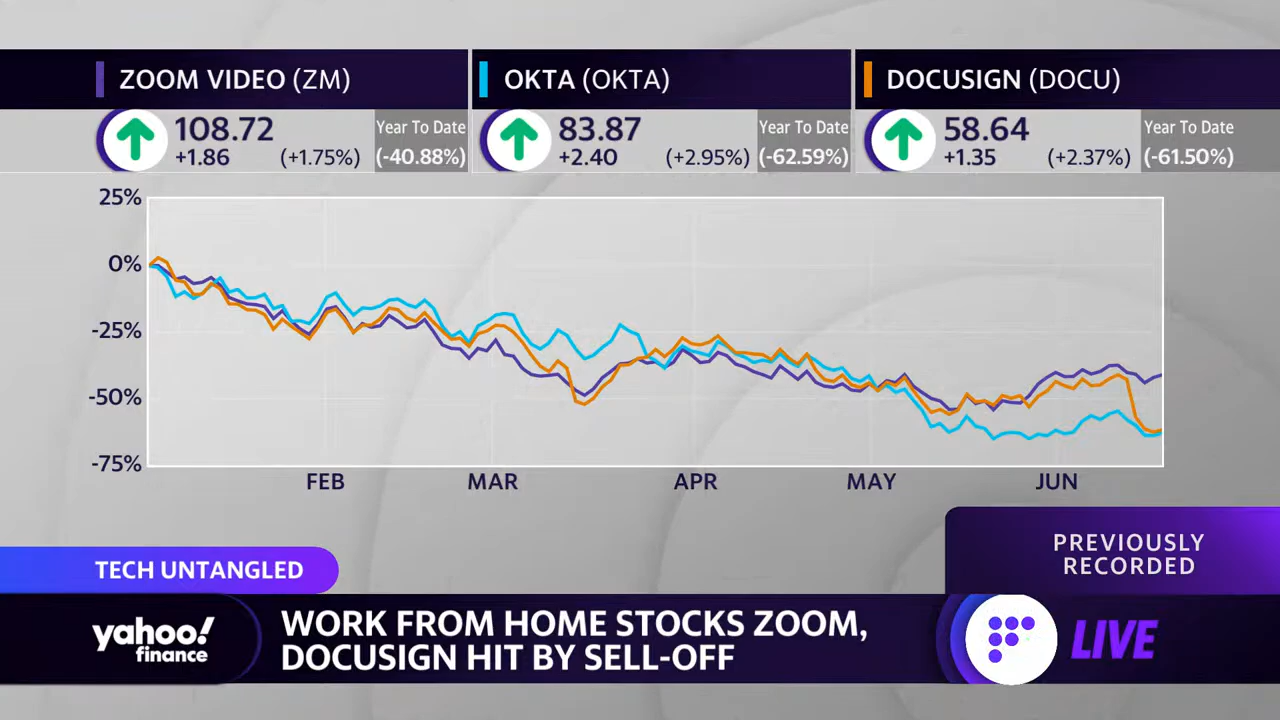 ZOOM VIDEO (ZM)
108.72
+1.86 (+1.75%)
Year To Date
(-40.88%)
OKTA (OKTA)
83.87
+2.40 (+2.95%)
Year To Date
(-62.59%)
DOCUSIGN (DOCU)
58.64
+1.35 (+2.37%)
Year To Date
(-61.50%)
25%
0%
-25%
-50%
-75%
FEB MAR APR MAY JUN
PREVIOUSLY
RECORDED
TECH UNTANGLED
yahoo!
finance
WORK FROM HOME STOCKS ZOOM,
DOCUSIGN HIT BY SELL-OFF
LIVE